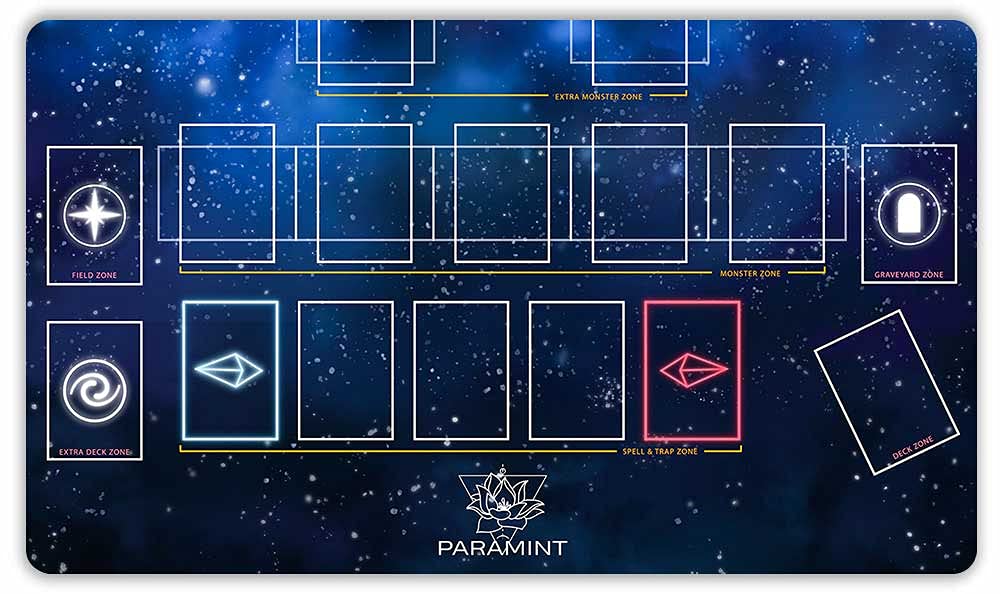 EXTRA MONSTER ZONE
FIELD ZONE
MONSTER ZONE
GRAVEYARD ZONE
EXTRA DECK ZONE
SPELL & TRAP ZONE
DECK ZONE
PARAMINT